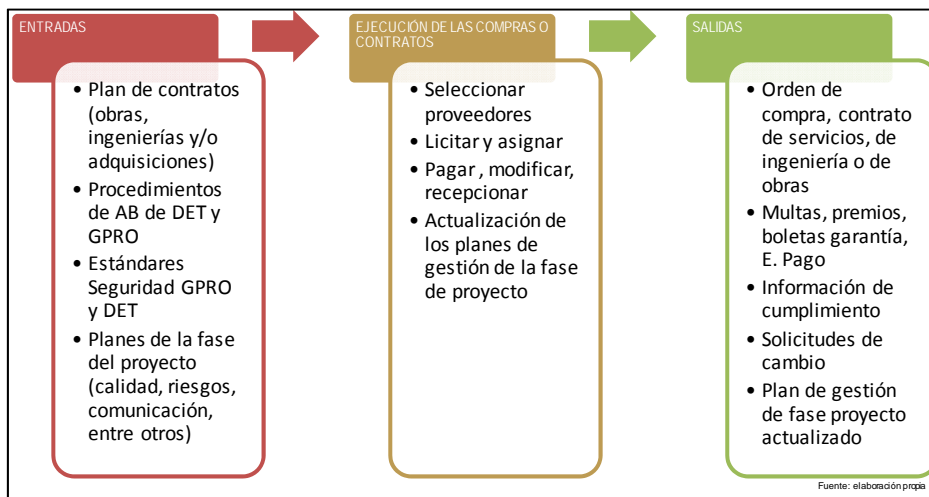 ENTRADAS
• Plan de contratos
(obras,
ingenierías y/o
adquisiciones)
• Procedimientos
de AB de DET y
GPRO
• Estándares
Seguridad GPRO
y DET
• Planes de la fase
del proyecto
(calidad, riesgos,
comunicación,
entre otros)
EJECUCIÓN DE LAS COMPRAS O
CONTRATOS
• Seleccionar
proveedores
• Licitar y asignar
• Pagar , modificar,
recepcionar
• Actualización de
los planes de
gestión de la fase
de proyecto
SALIDAS
• Orden de
compra, contrato
de servicios, de
ingeniería o de
obras
• Multas, premios,
boletas garantía,
E. Pago
• Información de
cumplimiento
• Solicitudes de
cambio
• Plan de gestión
de fase proyecto
actualizado
Fuente: elaboración propia